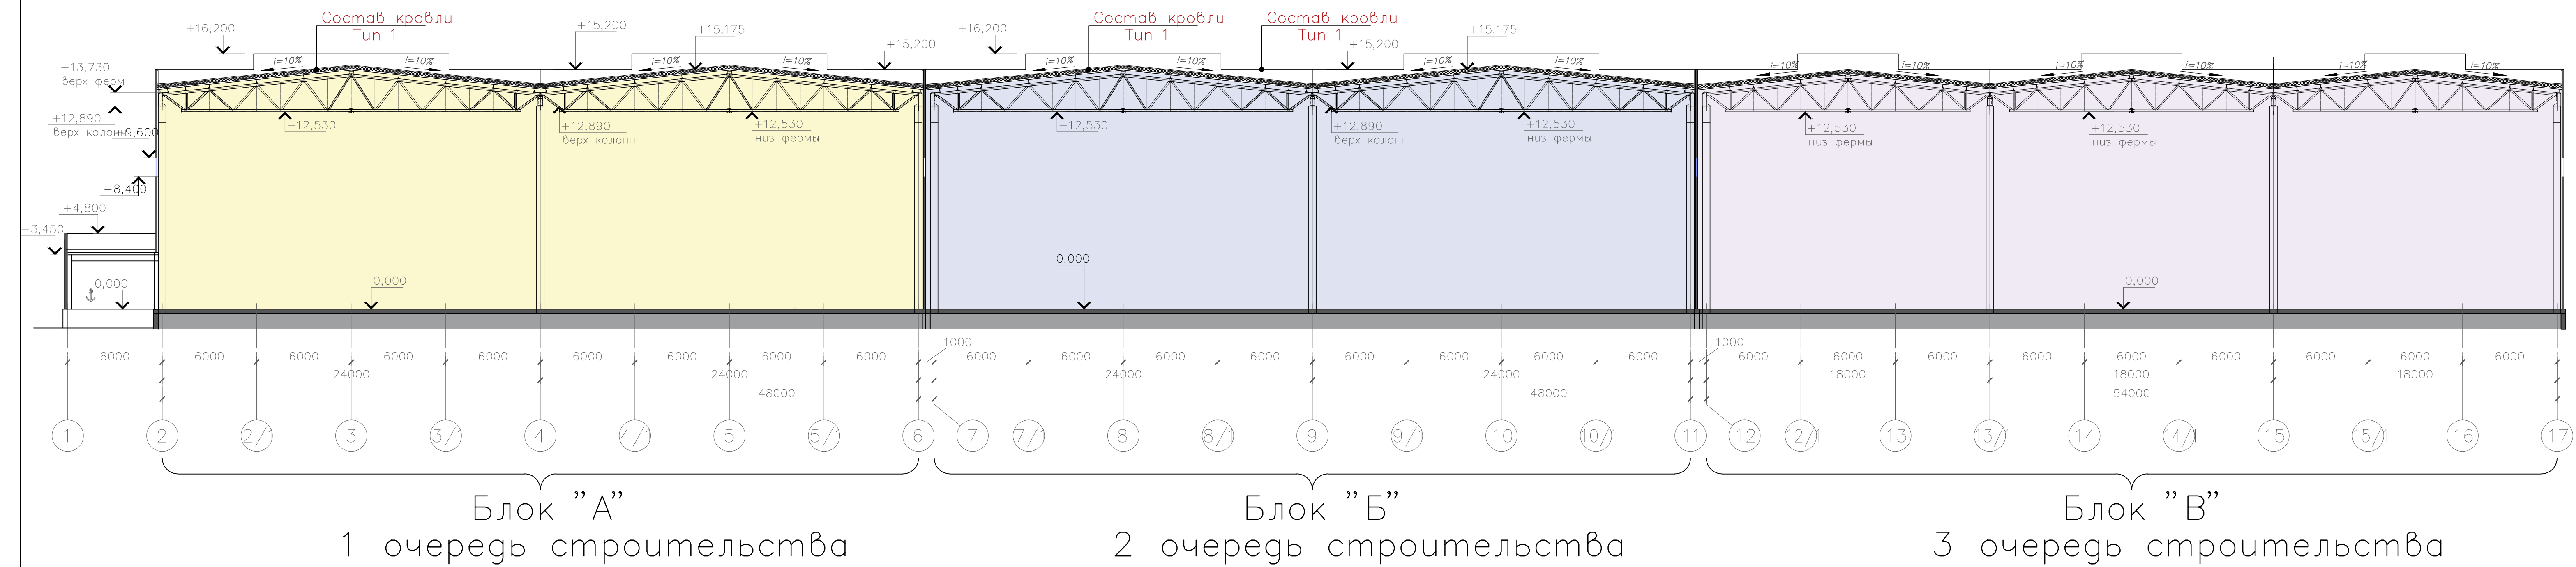 Состав кровли
Тип 1
Состав кровли
Тип 1
Состав кровли
Тип 1
+16,200
+15,200
+15,175
+15,200
+16,200
+15,200
+15,175
i=10%
i=10%
i=10%
i=10%
i=10%
i=10%
i=10%
i=10%
i=10%
i=10%
i=10%
i=10%
i=10%
i=10%
+13,730
верх ферм
+12,890
верх колонн
+9,600
+8,400
+4,800
+3,450
+12,530
+12,890
верх колонн
+12,530
низ фермы
+12,530
+12,890
верх колонн
+12,530
низ фермы
+12,530
низ фермы
+12,530
низ фермы
0,000
0,000
0.000
0,000
6000 6000 6000 6000 6000 6000 6000 6000 6000 1000 6000 6000 6000 6000 6000 6000 6000 6000 1000 6000 6000 6000 6000 6000 6000 6000 6000 6000
24000 24000 24000 24000 18000 18000 18000
48000 48000 54000
1 2 2/1 3 3/1 4 4/1 5 5/1 6 7 7/1 8 8/1 9 9/1 10 10/1 11 12 12/1 13 13/1 14 14/1 15 15/1 16 17
Блок "А" Блок "Б" Блок "В"
1 очередь строительства 2 очередь строительства 3 очередь строительства